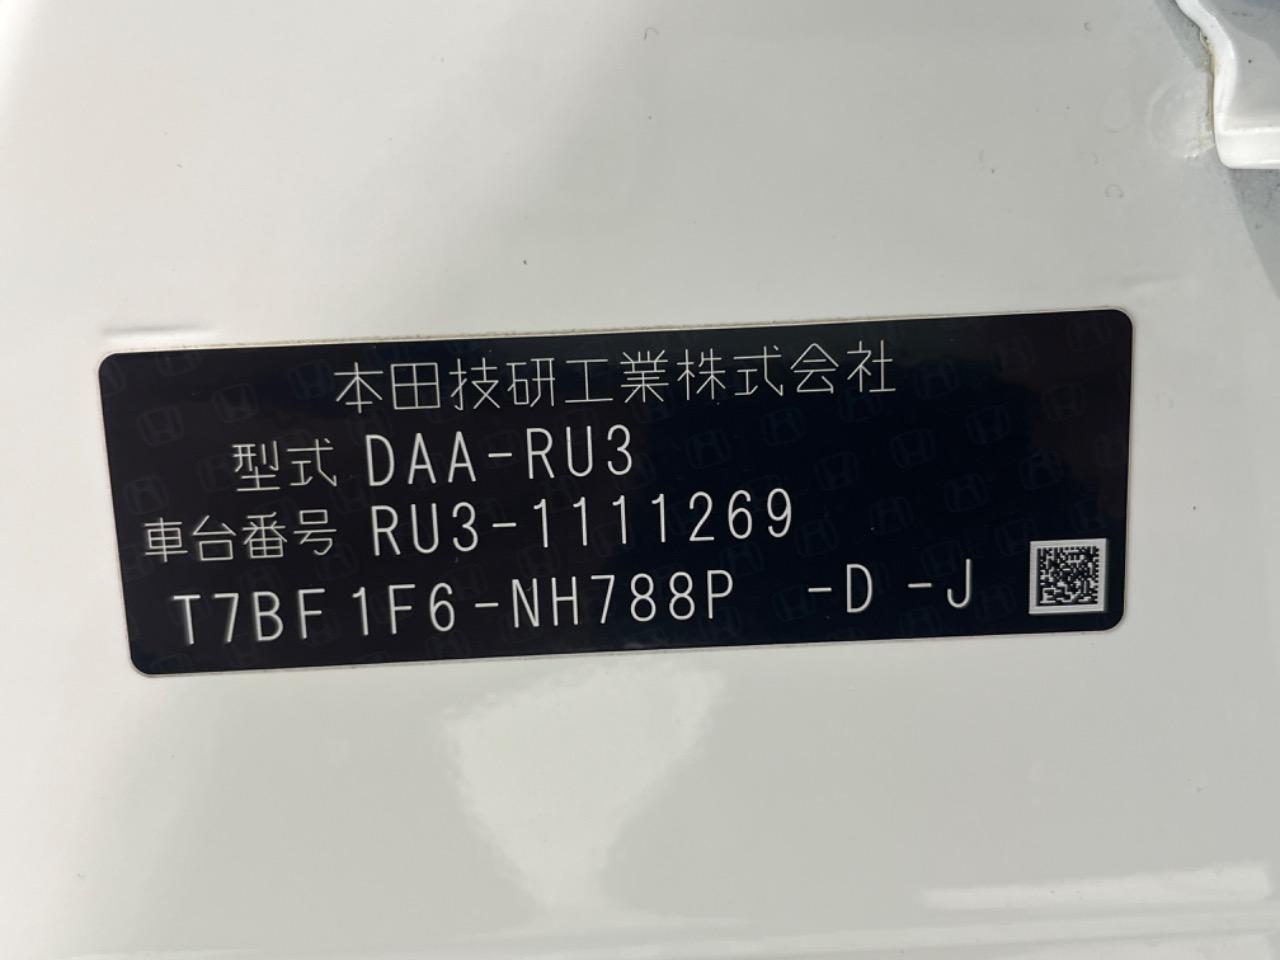 本田技研工業株式会社
型式 DAA-RU3
車台番号 RU3-1111269
T7BF1F6-NH788P -D -J